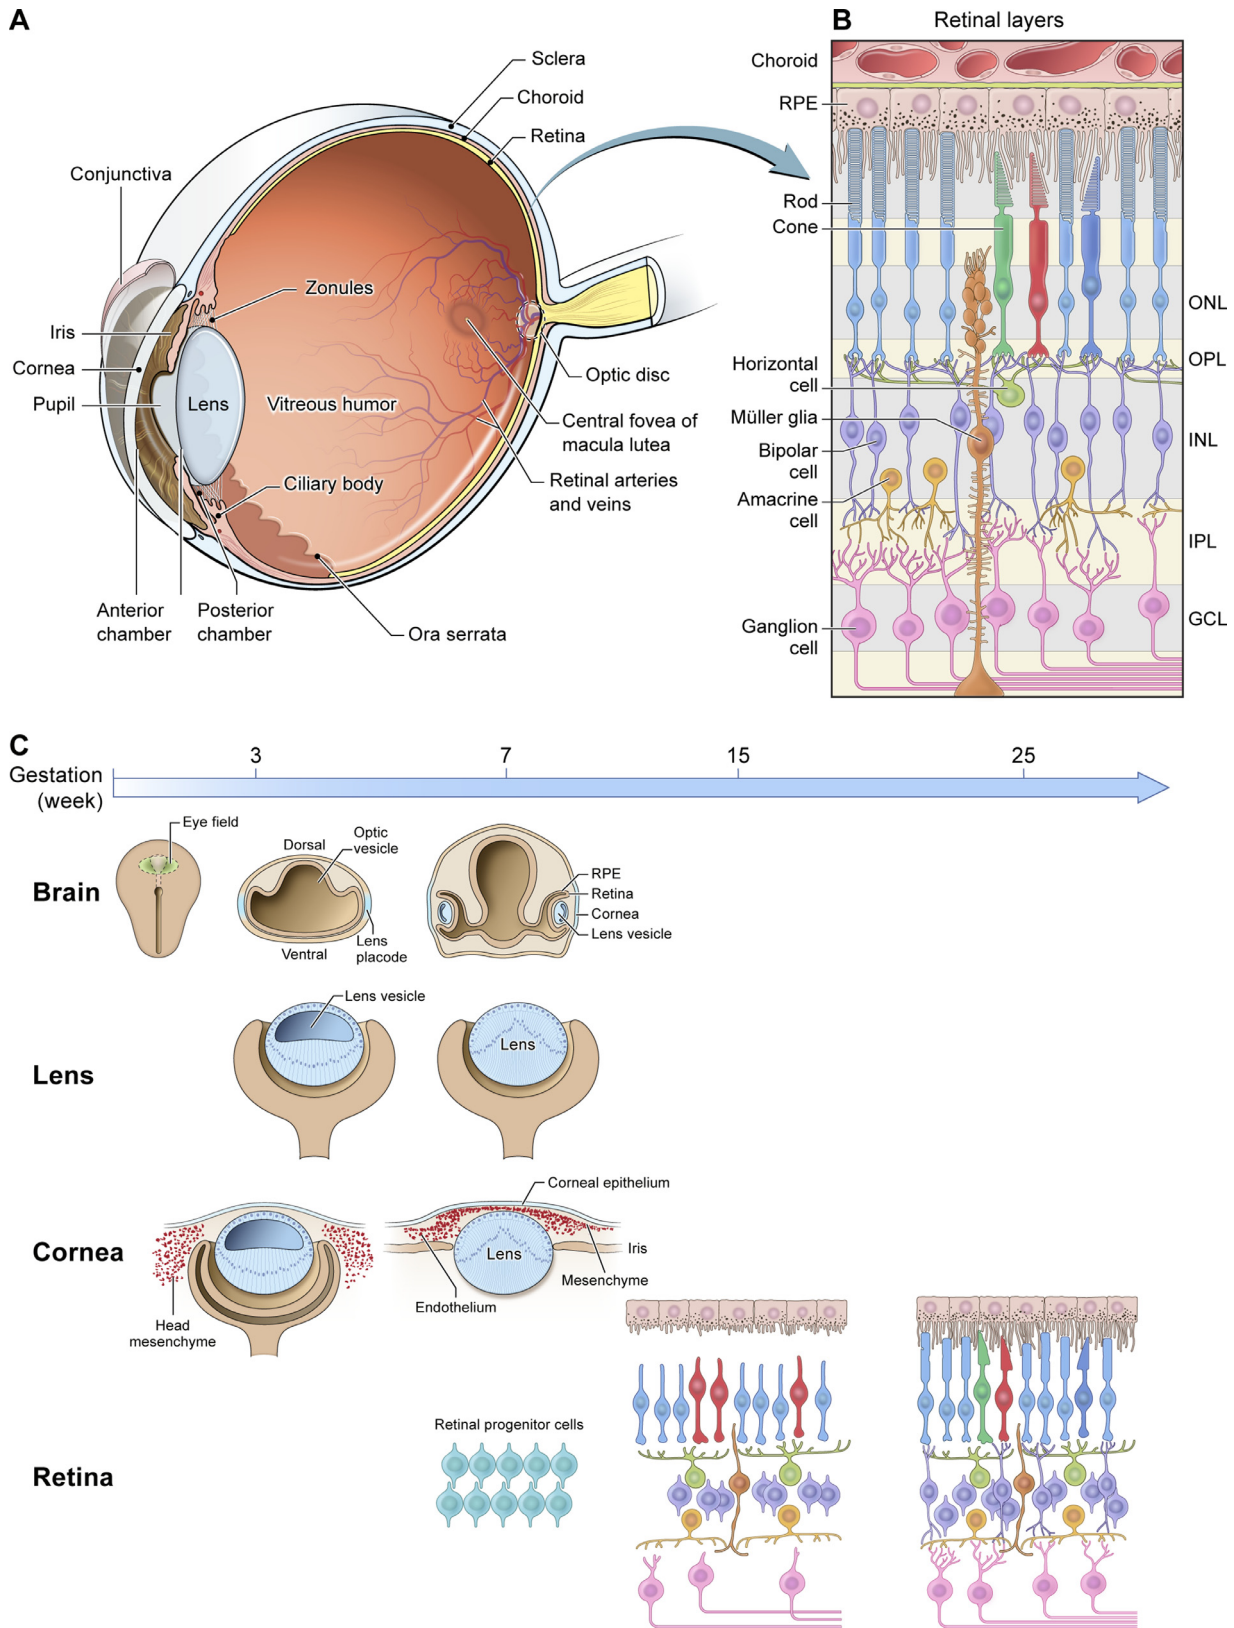 A
Sclera
Choroid
Retina
Conjunctiva
Zonules
Iris
Cornea
Pupil
Lens
Vitreous humor
Optic disc
Central fovea of
macula lutea
Retinal arteries
and veins
Ciliary body
Anterior
chamber
Posterior
chamber
Ora serrata
B
Retinal layers
Choroid
RPE
Rod
Cone
Horizontal
cell
Müller glia
Bipolar
cell
Amacrine
cell
Ganglion
cell
ONL
OPL
INL
IPL
GCL
C
Gestation
(week)
3
7
15
25
Brain
Eye field
Dorsal
Optic
vesicle
Ventral
Lens
placode
RPE
Retina
Cornea
Lens vesicle
Lens
Lens vesicle
Lens
Cornea
Head
mesenchyme
Corneal epithelium
Lens
Iris
Mesenchyme
Endothelium
Retina
Retinal progenitor cells